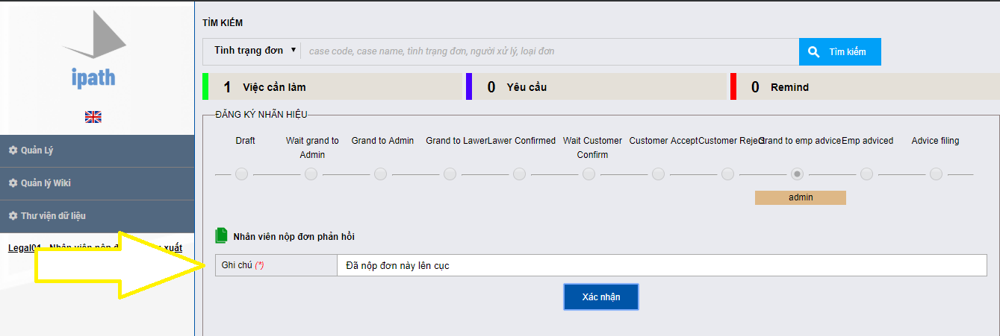 ipath
Quản Lý
Quản lý Wiki
Thư viện dữ liệu
Legal01 Nhân viên nộp xuất
TÌM KIẾM
Tình trạng đơn
case code, case name, tình trạng đơn, người xử lý, loại đơn
Tìm kiếm
1 Việc cần làm
0 Yêu cầu
0 Remind
ĐĂNG KÝ NHÃN HIỆU
Draft
Wait grand to
Admin
Grand to Admin
Grand to Lawer
Lawer Confirmed
Wait Customer
Confirm
Customer Accept
Customer Reject
Grand to emp advice
Emp adviced
Advice filing
admin
Nhân viên nộp đơn phản hồi
Ghi chú (*)
Đã nộp đơn này lên cục
Xác nhận